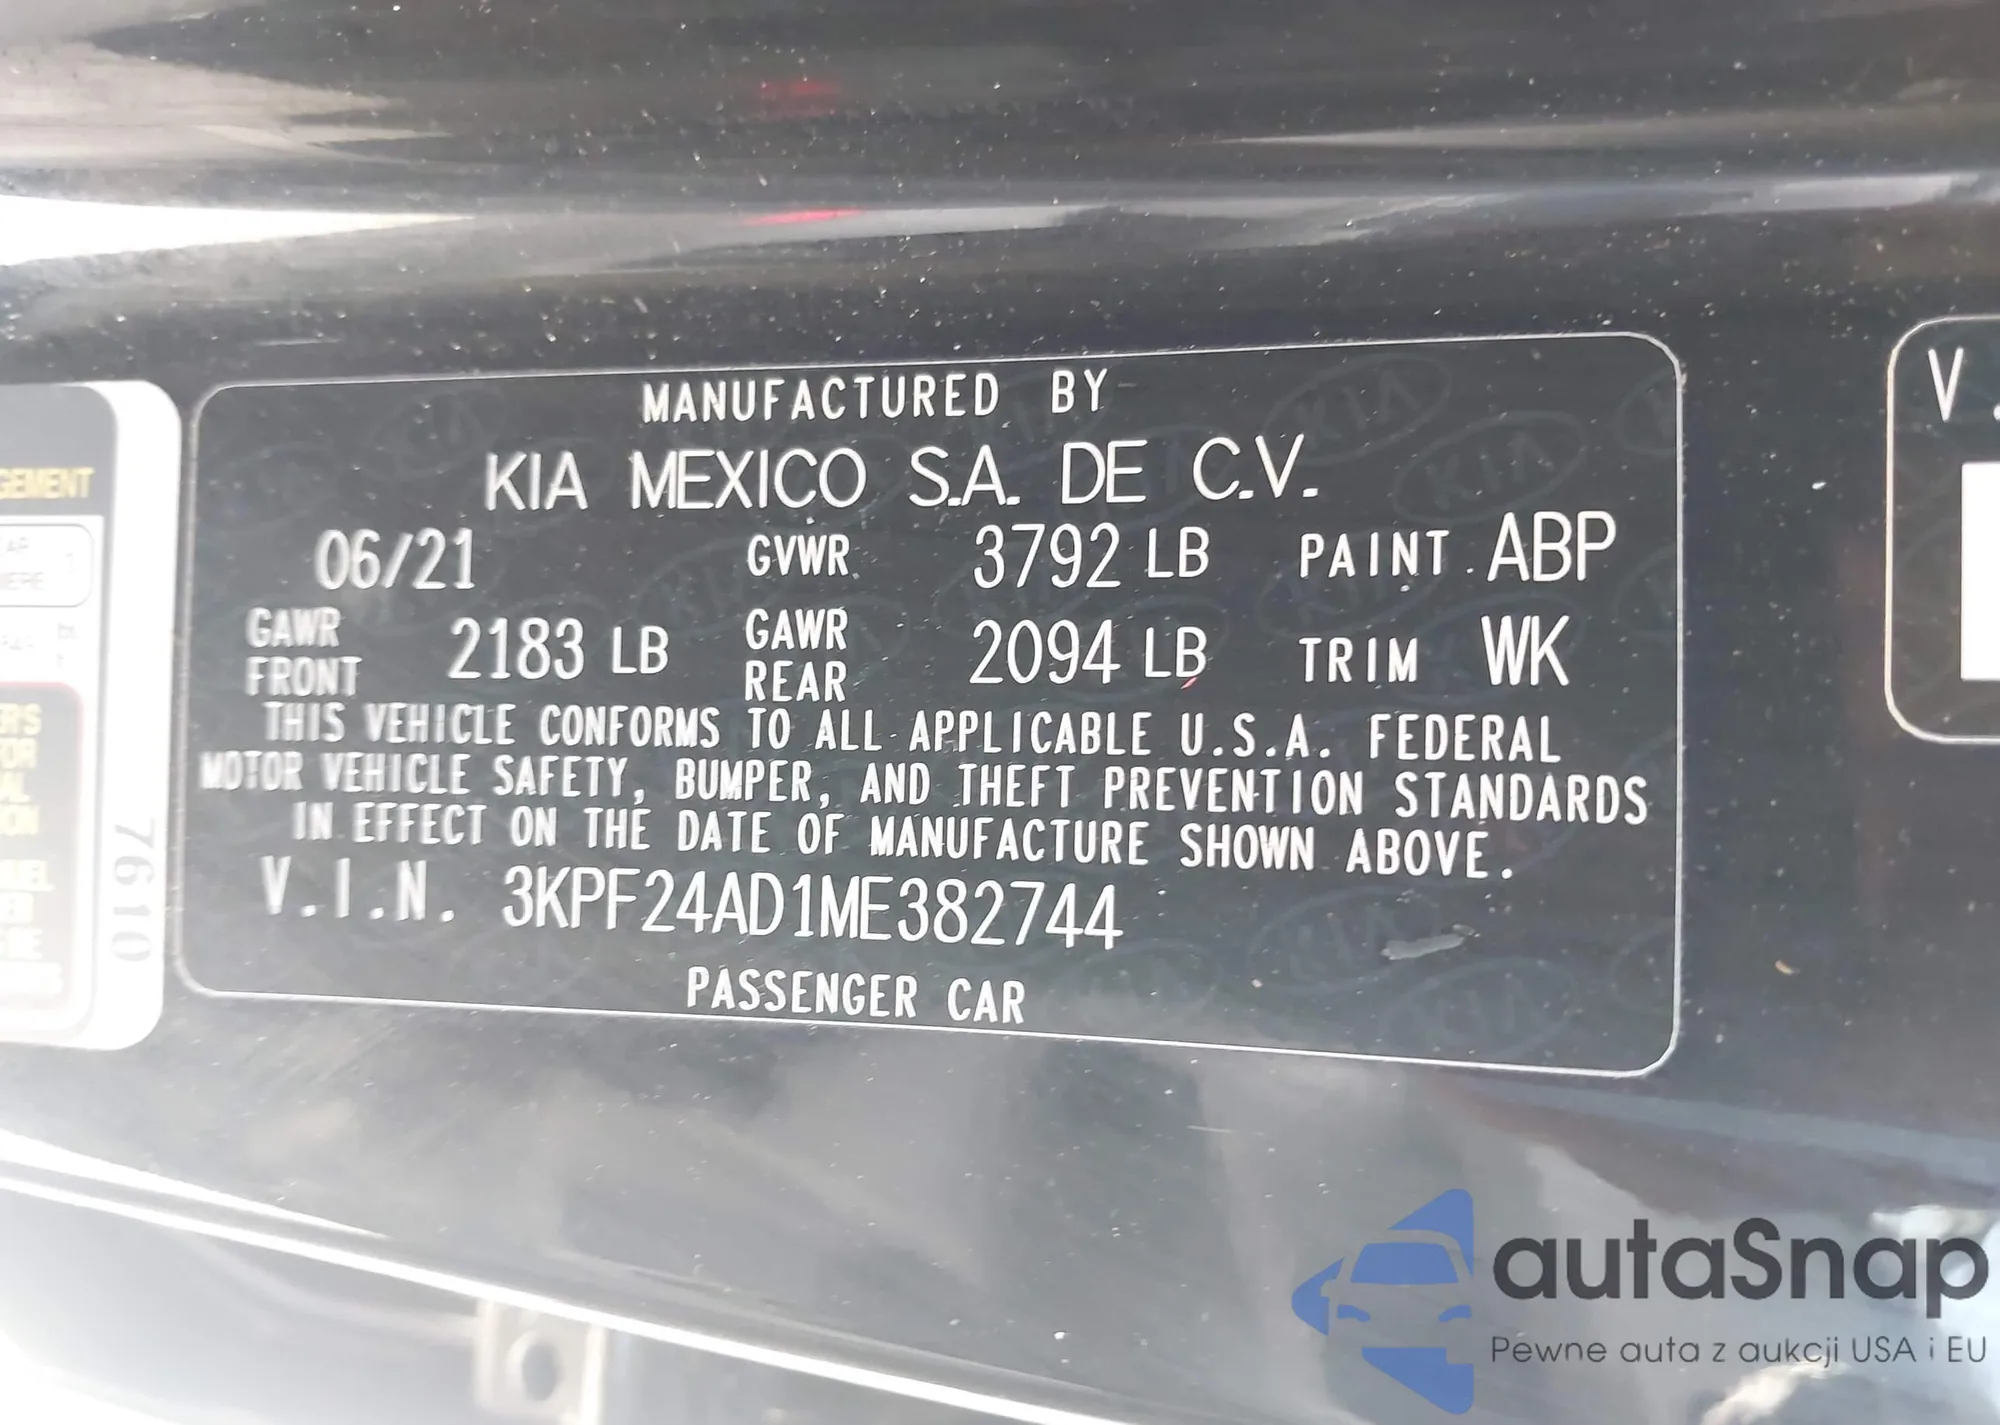 MANUFACTURED BY
KIA MEXICO S.A. DE C.V.
06/21 GVWR 3792 LB PAINT ABP
GAWR FRONT 2183 LB GAWR REAR 2094 LB TRIM WK
THIS VEHICLE CONFORMS TO ALL APPLICABLE U.S.A. FEDERAL
MOTOR VEHICLE SAFETY, BUMPER, AND THEFT PREVENTION STANDARDS
IN EFFECT ON THE DATE OF MANUFACTURE SHOWN ABOVE.
V.I.N. 3KPF24AD1ME382744
PASSENGER CAR
7610
V.
autaSnap
Pewne auta z aukcji USA i EU